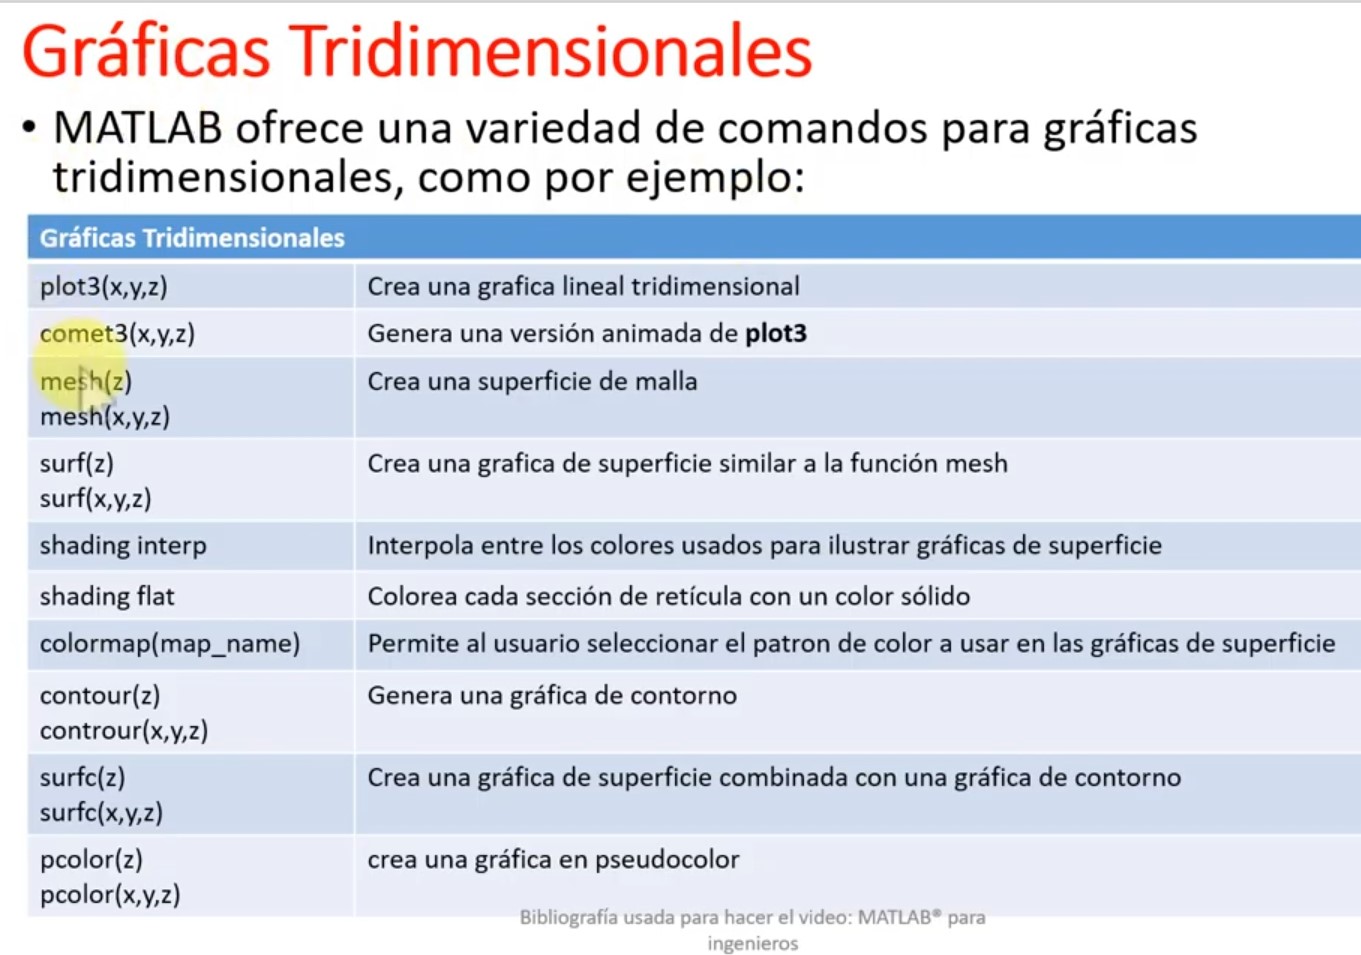 Gráficas Tridimensionales
• MATLAB ofrece una variedad de comandos para gráficas
tridimensionales, como por ejemplo:
Gráficas Tridimensionales
plot3(x,y,z) Crea una grafica lineal tridimensional
comet3(x,y,z) Genera una versión animada de plot3
mesh(z) Crea una superficie de malla
mesh(x,y,z)
surf(z) Crea una grafica de superficie similar a la función mesh
surf(x,y,z)
shading interp Interpola entre los colores usados para ilustrar gráficas de superficie
shading flat Colorea cada sección de retícula con un color sólido
colormap(map_name) Permite al usuario seleccionar el patron de color a usar en las gráficas de superficie
contour(z) Genera una gráfica de contorno
controur(x,y,z)
surfc(z) Crea una gráfica de superficie combinada con una gráfica de contorno
surfc(x,y,z)
pcolor(z) crea una gráfica en pseudocolor
pcolor(x,y,z)
Bibliografía usada para hacer el video: MATLAB® para
ingenieros